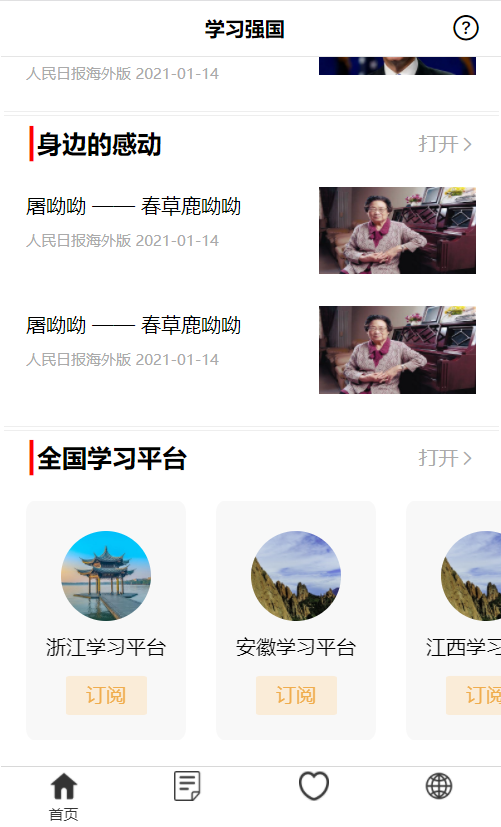 学习强国
人民日报海外版 2021-01-14
身边的感动
打开
屠呦呦 —— 春草鹿呦呦
人民日报海外版 2021-01-14
屠呦呦 —— 春草鹿呦呦
人民日报海外版 2021-01-14
全国学习平台
打开
浙江学习平台 安徽学习平台 江西学习
订阅 订阅 订
首页